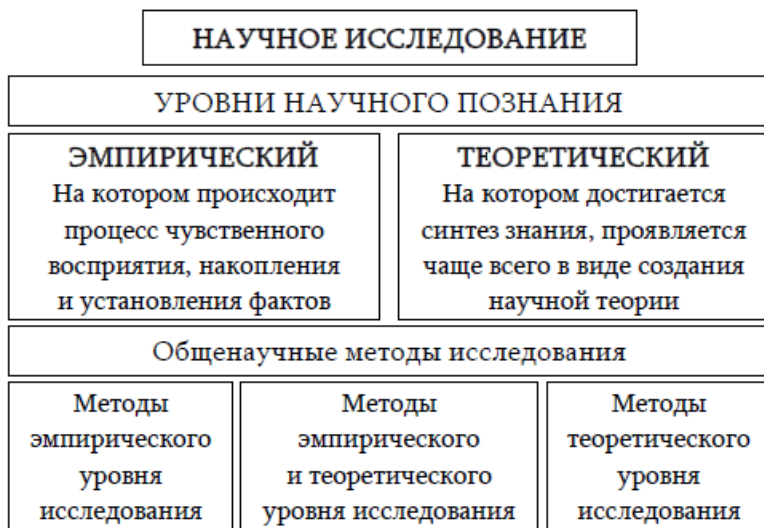 НАУЧНОЕ ИССЛЕДОВАНИЕ
УРОВНИ НАУЧНОГО ПОЗНАНИЯ
ЭМПИРИЧЕСКИЙ
На котором происходит
процесс чувственного
восприятия, накопления
и установления фактов
ТЕОРЕТИЧЕСКИЙ
На котором достигается
синтез знания, проявляется
чаще всего в виде создания
научной теории
Общенаучные методы исследования
Методы
эмпирического
уровня
исследования
Методы
эмпирического
и теоретического
уровня исследования
Методы
теоретического
уровня
исследования